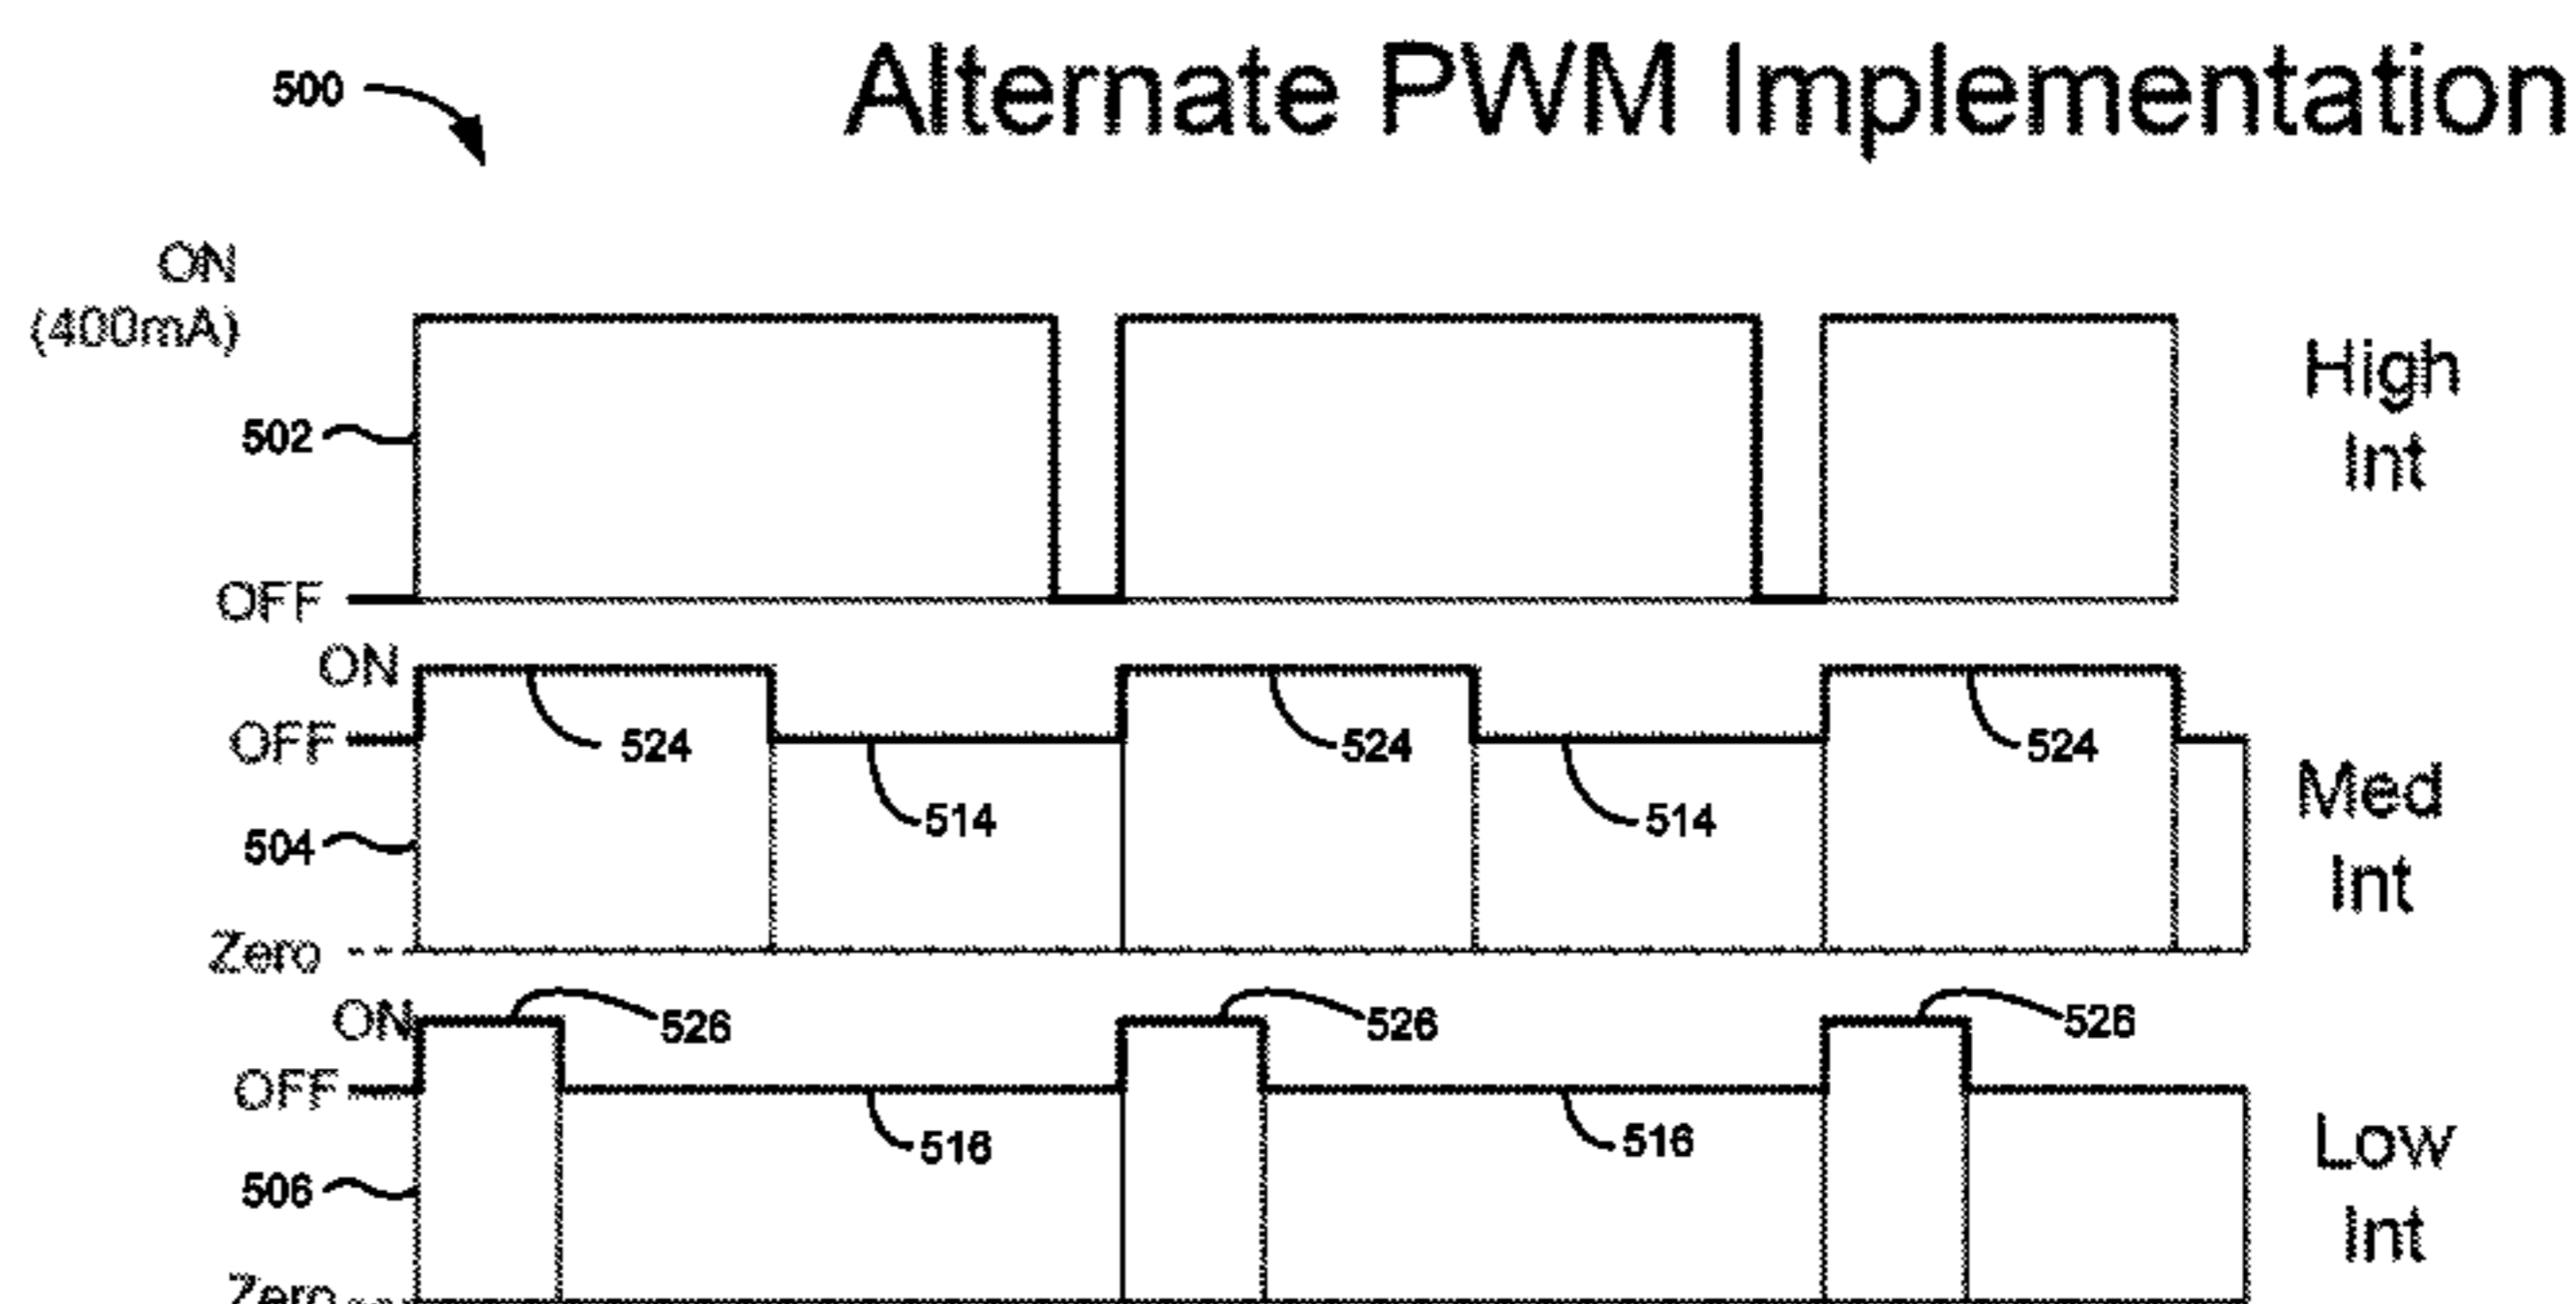 500
Alternate PWM Implementation
ON
(400mA)
502
OFF
High
Int
ON
OFF
524
524
524
514
514
504
Zero
Med
Int
ON
526
526
526
OFF
516
516
506
Zero
Low
Int